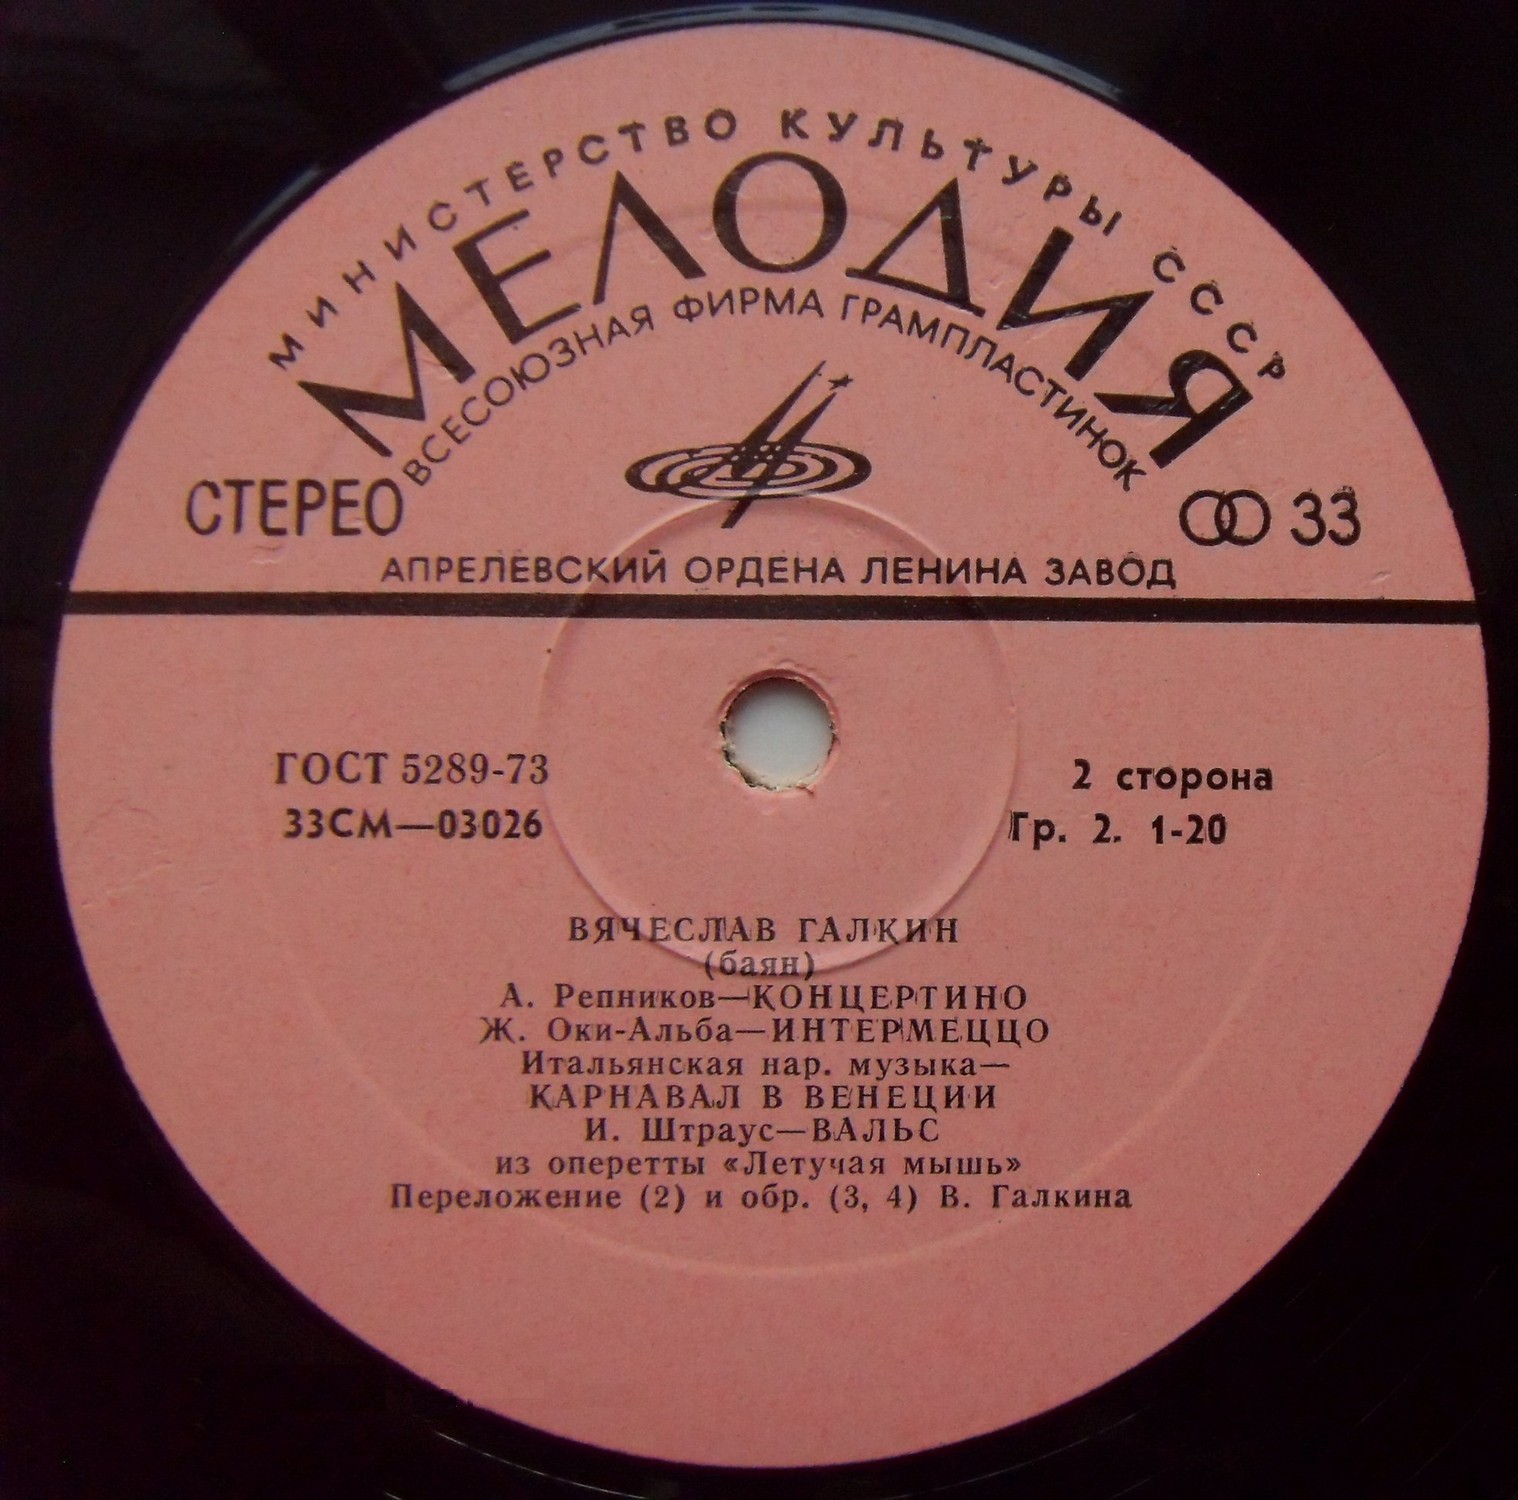 МИНИСТЕРСТВО КУЛЬТУРЫ СССР
МЕЛОДИЯ
ВСЕСОЮЗНАЯ ФИРМА ГРАМПЛАСТИНОК
СТЕРЕО
33
АПРЕЛЕВСКИЙ ОРДЕНА ЛЕНИНА ЗАВОД
ГОСТ 5289-73
33СМ—03026
2 сторона
Гр. 2. 1-20
ВЯЧЕСЛАВ ГАЛКИН
(баян)
А. Репников—КОНЦЕРТИНО
Ж. Оки-Альба—ИНТЕРМЕЦЦО
Итальянская нар. музыка—
КАРНАВАЛ В ВЕНЕЦИИ
И. Штраус—ВАЛЬС
из оперетты «Летучая мышь»
Переложение (2) и обр. (3, 4) В. Галкина